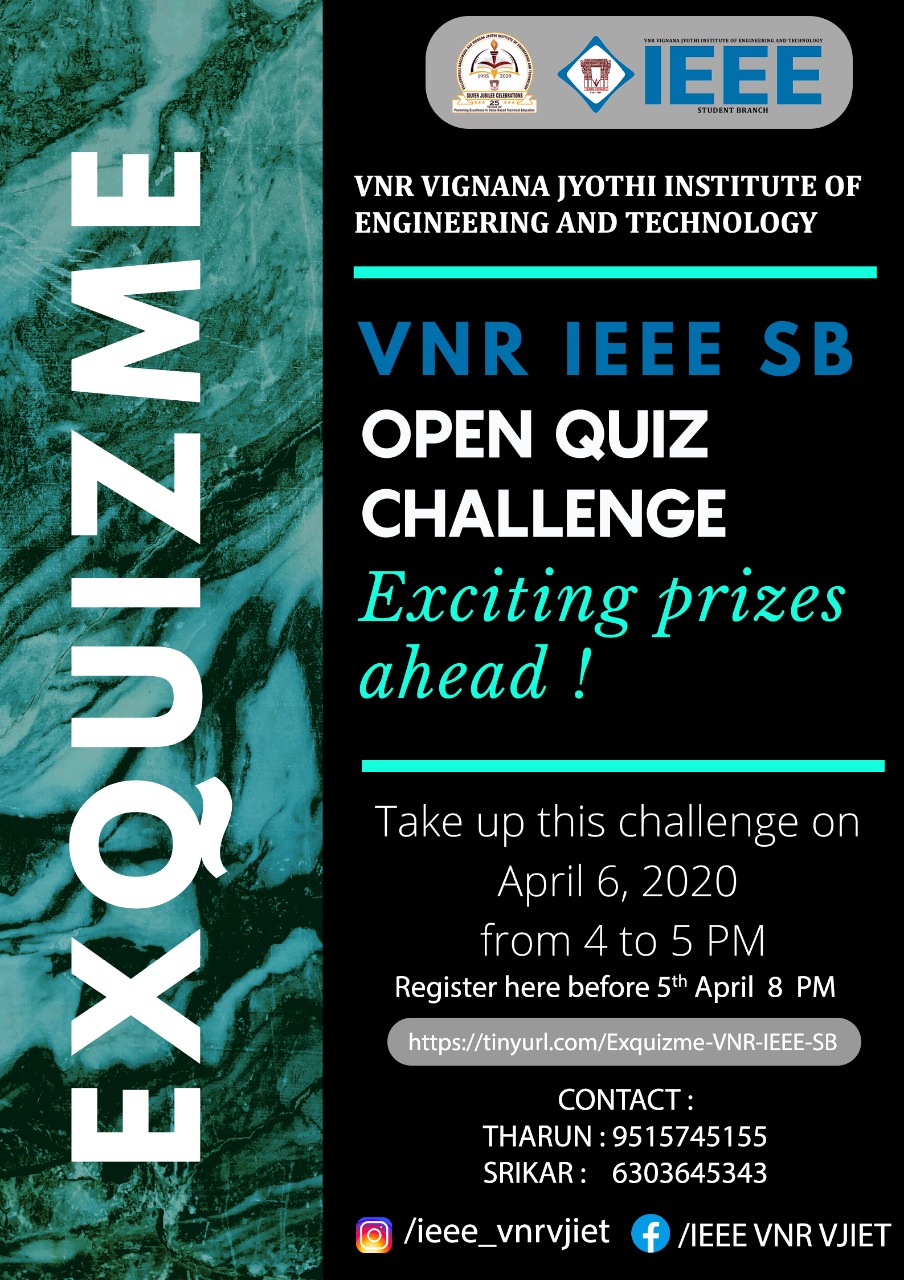 EXQUIZME
1995 2020
SILVER JUBILEE CELEBRATIONS
25
VNR VIGNANA JYOTHI INSTITUTE OF ENGINEERING AND TECHNOLOGY
IEEE
STUDENT BRANCH
VNR VIGNANA JYOTHI INSTITUTE OF
ENGINEERING AND TECHNOLOGY
VNR IEEE SB
OPEN QUIZ
CHALLENGE
Exciting prizes
ahead !
Take up this challenge on
April 6, 2020
from 4 to 5 PM
Register here before 5th April 8 PM
https://tinyurl.com/Exquizme-VNR-IEEE-SB
CONTACT :
THARUN : 9515745155
SRIKAR : 6303645343
/ieee_vnrvjiet
/IEEE VNR VJIET